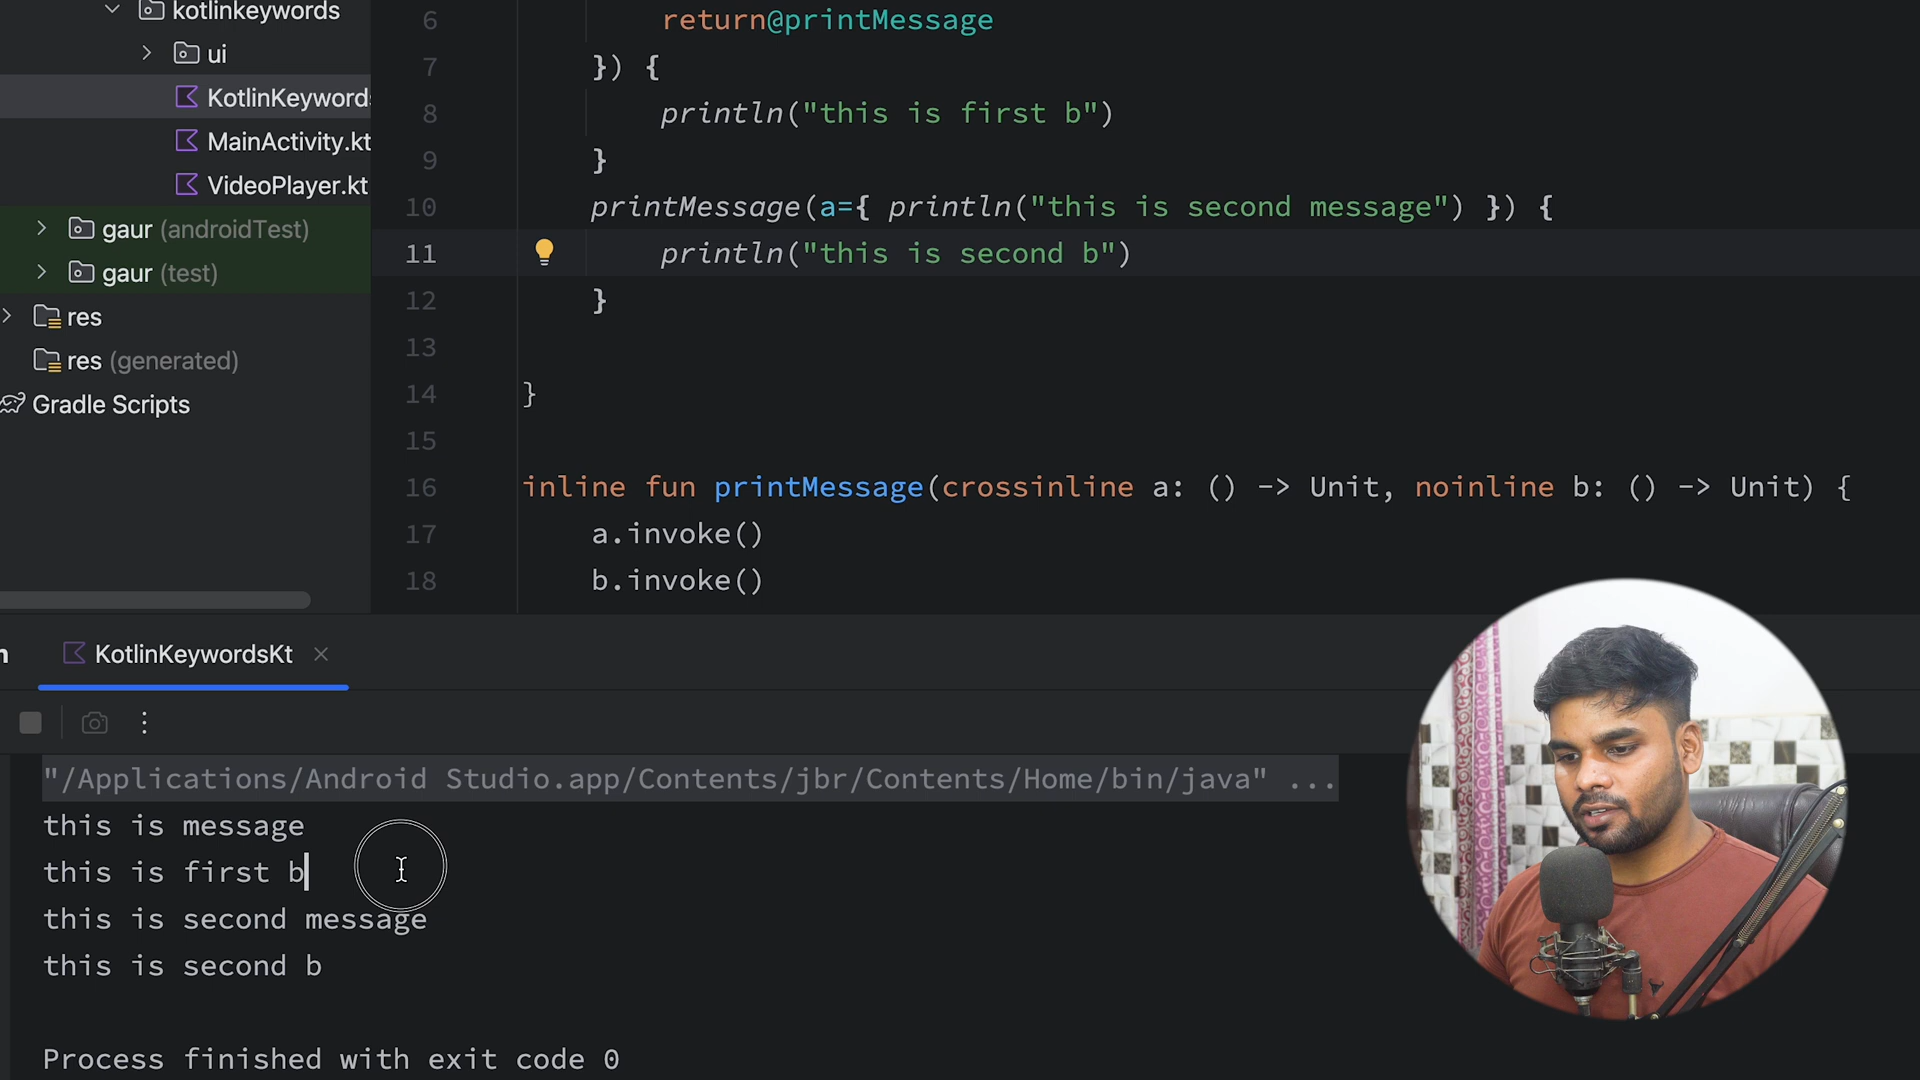 kotlinkeywords
ui
KotlinKeywords
MainActivity.kt
VideoPlayer.kt
gaur (androidTest)
gaur (test)
res
res (generated)
Gradle Scripts
6 return@printMessage
7 }) {
8 println("this is first b")
9 }
10 printMessage(a={ println("this is second message") }) {
11 println("this is second b")
12 }
13
14 }
15
16 inline fun printMessage(crossinline a: () -> Unit, noinline b: () -> Unit) {
17 a.invoke()
18 b.invoke()
n
KotlinKeywordsKt
"/Applications/Android Studio.app/Contents/jbr/Contents/Home/bin/java" ...
this is message
this is first b
this is second message
this is second b
Process finished with exit code 0